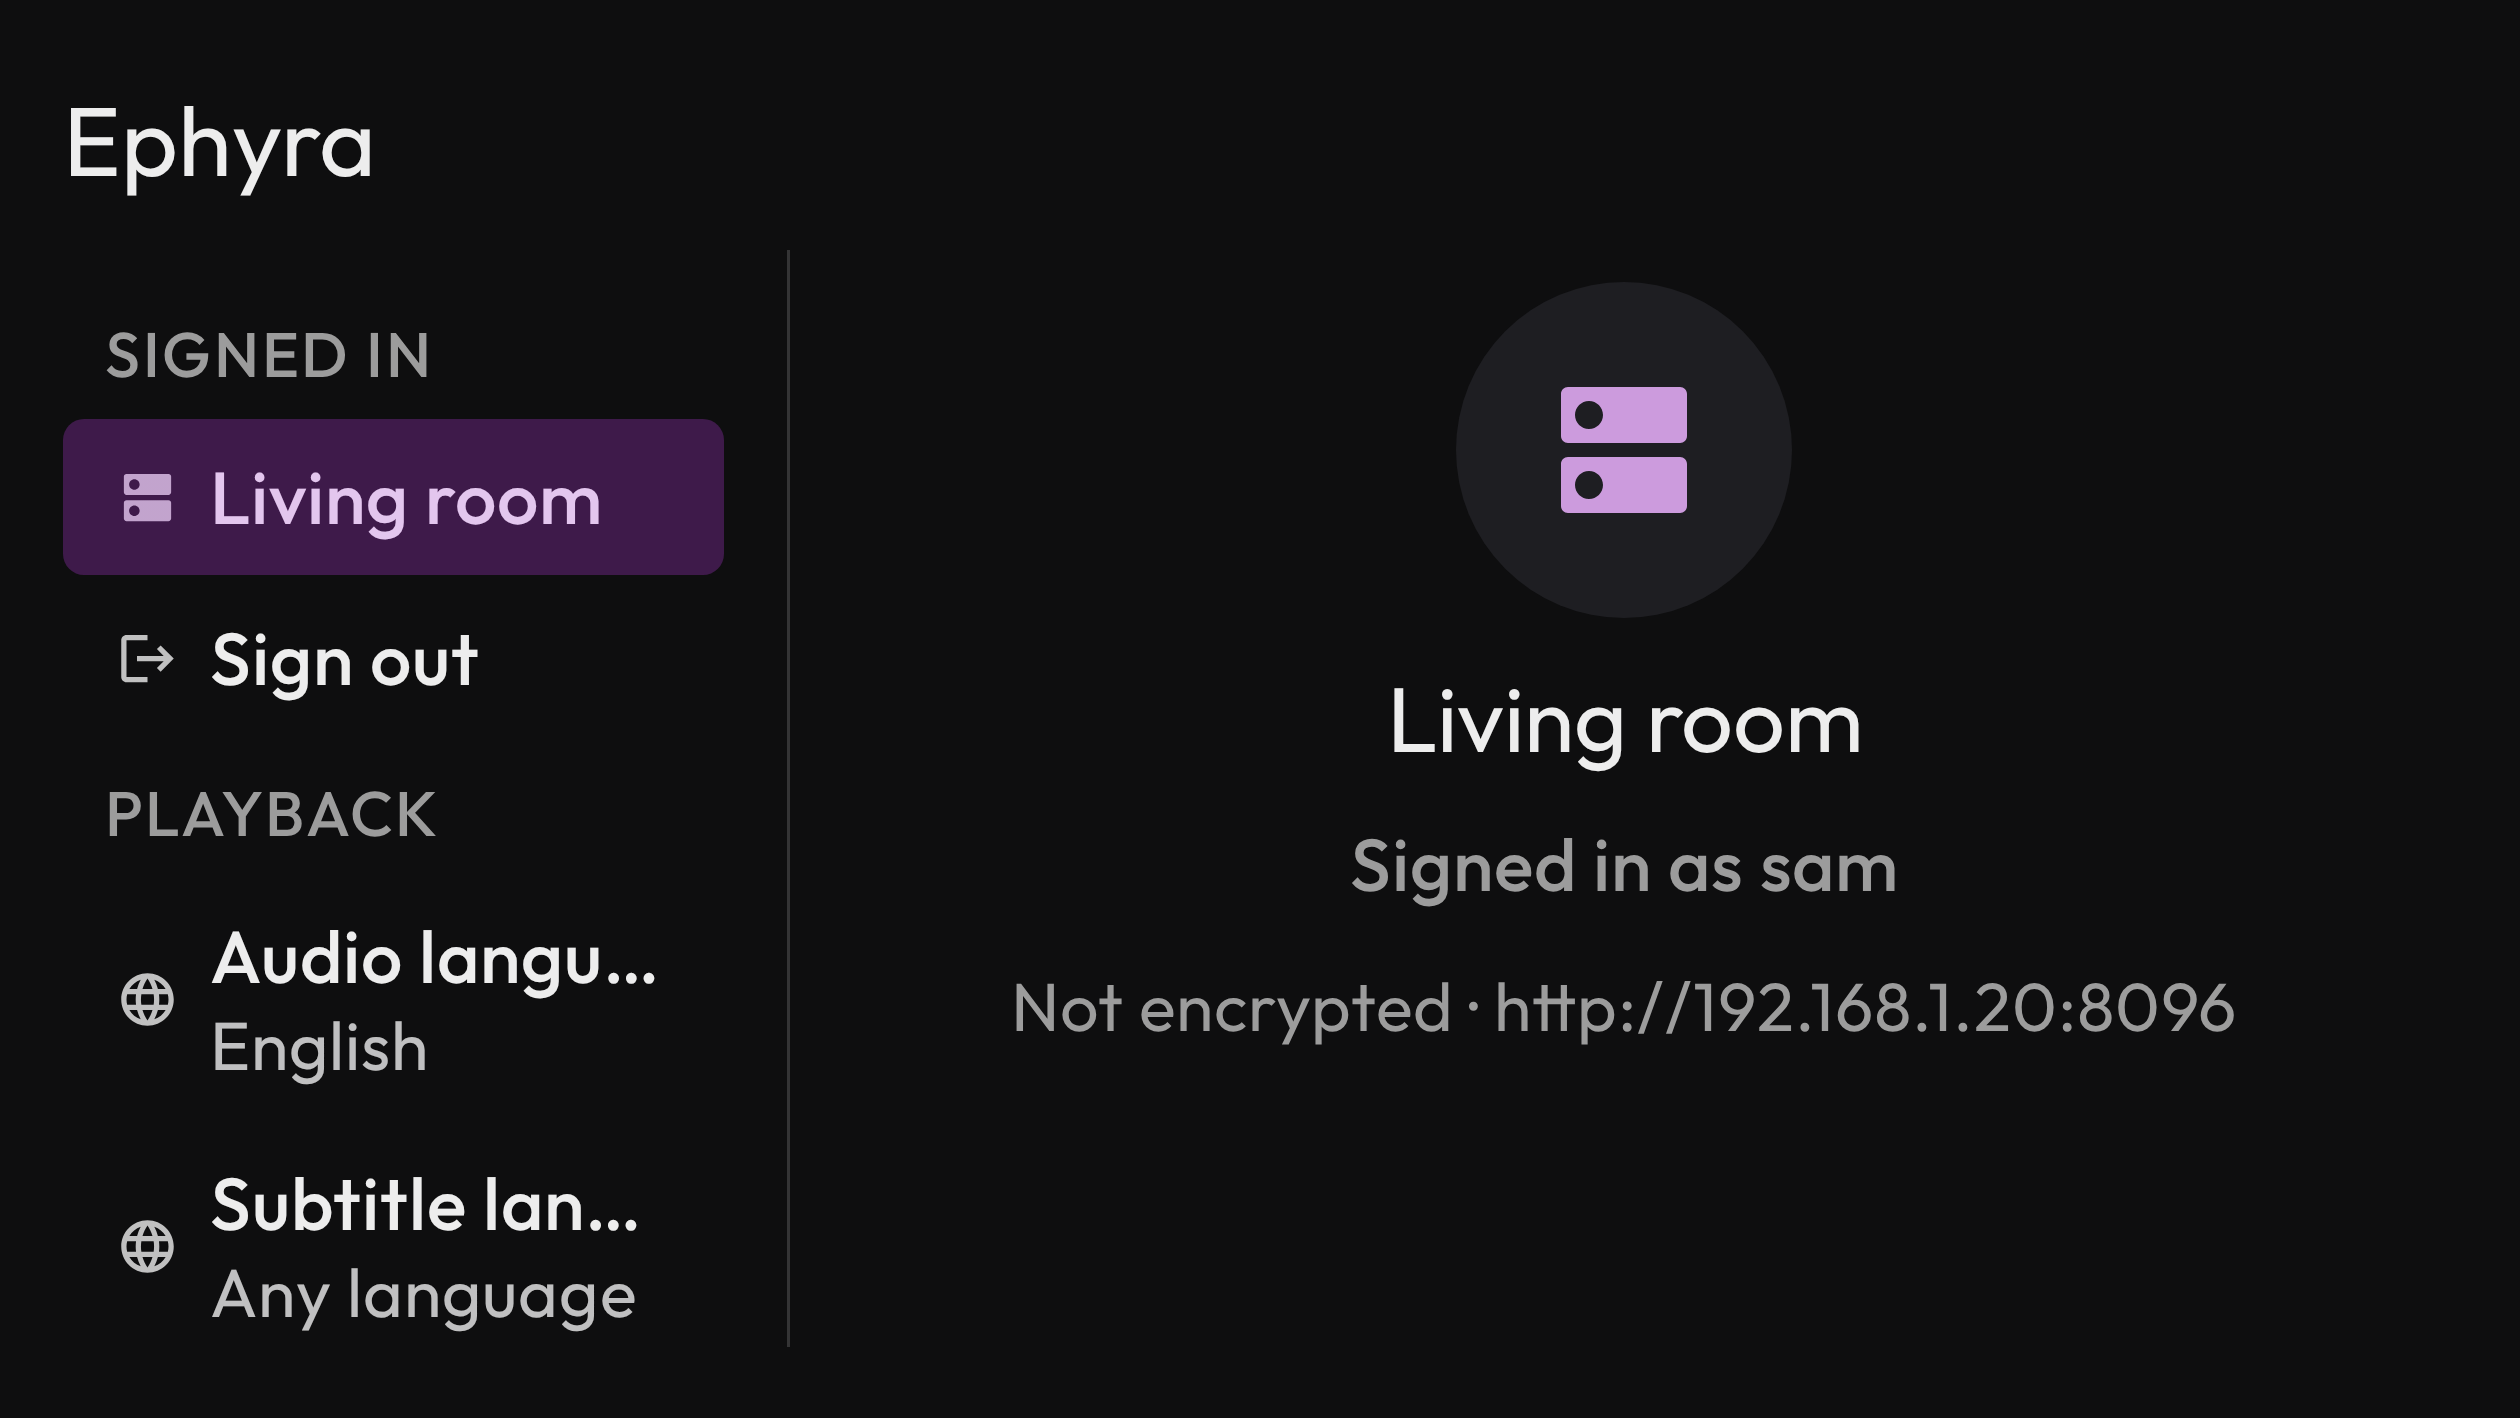 Ephyra
SIGNED IN
Living room
Sign out
PLAYBACK
Audio langu...
English
Subtitle lan...
Any language
Living room
Signed in as sam
Not encrypted · http://192.168.1.20:8096